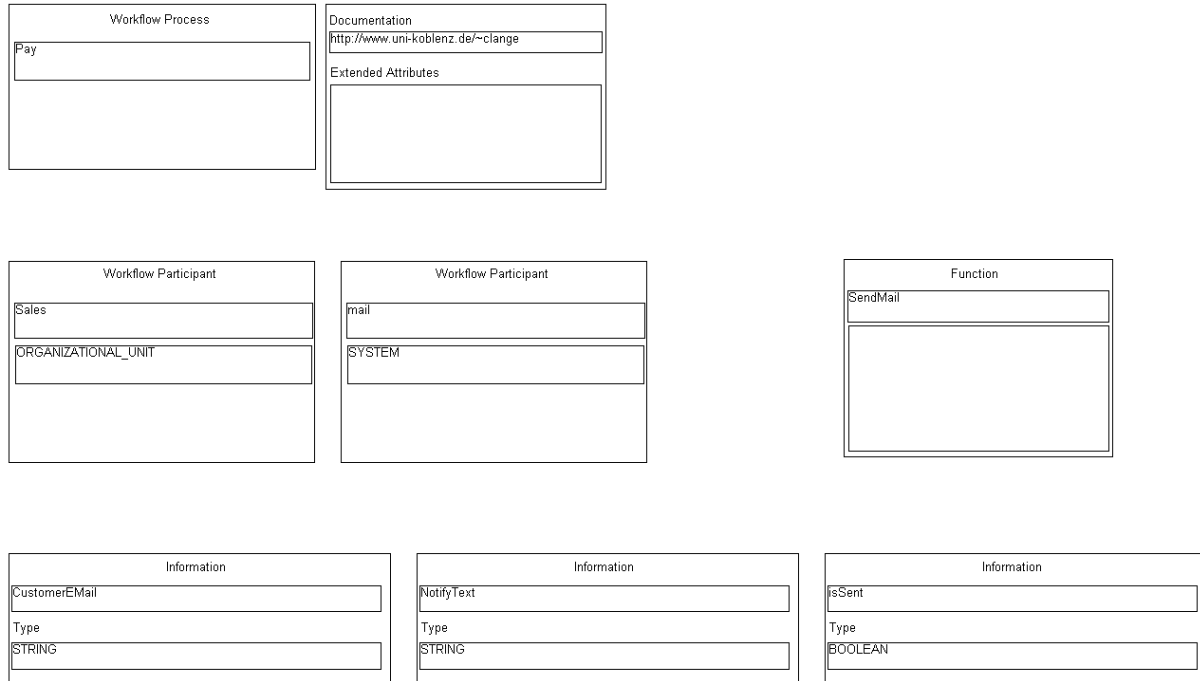 Workflow Process
Pay
Documentation
http://www.uni-koblenz.de/~clange
Extended Attributes
Workflow Participant
Sales
ORGANIZATIONAL_UNIT
Workflow Participant
mail
SYSTEM
Function
SendMail
Information
CustomerEMail
Type
STRING
Information
NotifyText
Type
STRING
Information
isSent
Type
BOOLEAN